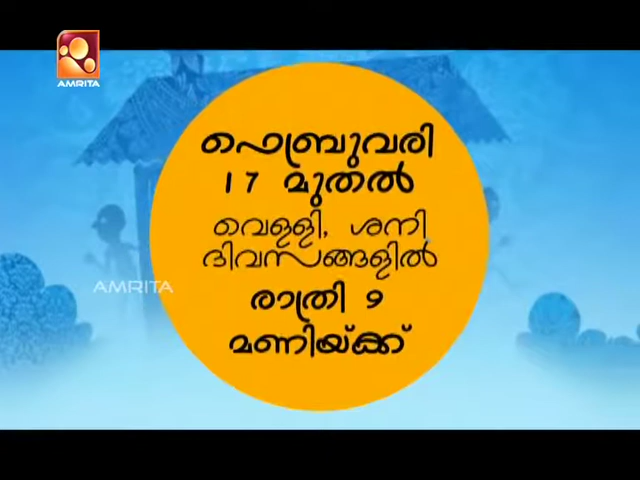 AMRITA
ഫെബ്രുവരി
17 മുതൽ
വെള്ളി, ശനി
ദിവസങ്ങളിൽ
AMRITA
രാത്രി 9
മണിയ്ക്ക്